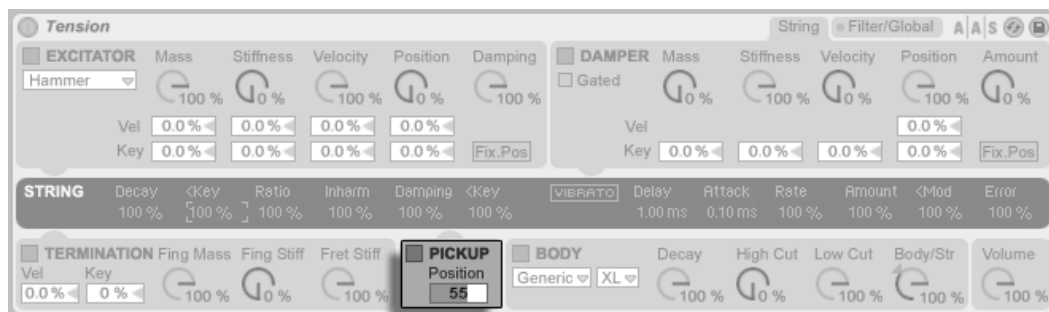 Tension String Filter/Global A A S
EXCITATOR Mass Stiffness Velocity Position Damping
Hammer 100 % 0 % 100 % 0 % 100 %
Vel 0.0 % 0.0 % 0.0 % 0.0 %
Key 0.0 % 0.0 % 0.0 % 0.0 % Fix.Pos
DAMPER Mass Stiffness Velocity Position Amount
Gated 0 % 100 % 0 % 100 % 0 %
Vel 0.0 %
Key 0.0 % 0.0 % 0.0 % 0.0 % Fix.Pos
STRING Decay <Key Ratio Inharm Damping <Key VIBRATO Delay Attack Rate Amount <Mod Error
100 % 100 % 100 % 100 % 100 % 100 % 1.00 ms 0.10 ms 100 % 100 % 100 % 100 %
TERMINATION Fing Mass Fing Stiff Fret Stiff
Vel Key
0.0 % 0 % 100 % 0 % 100 %
PICKUP
Position
55
BODY Decay High Cut Low Cut Body/Str Volume
Generic XL 100 % 0 % 100 % 100 % 100 %